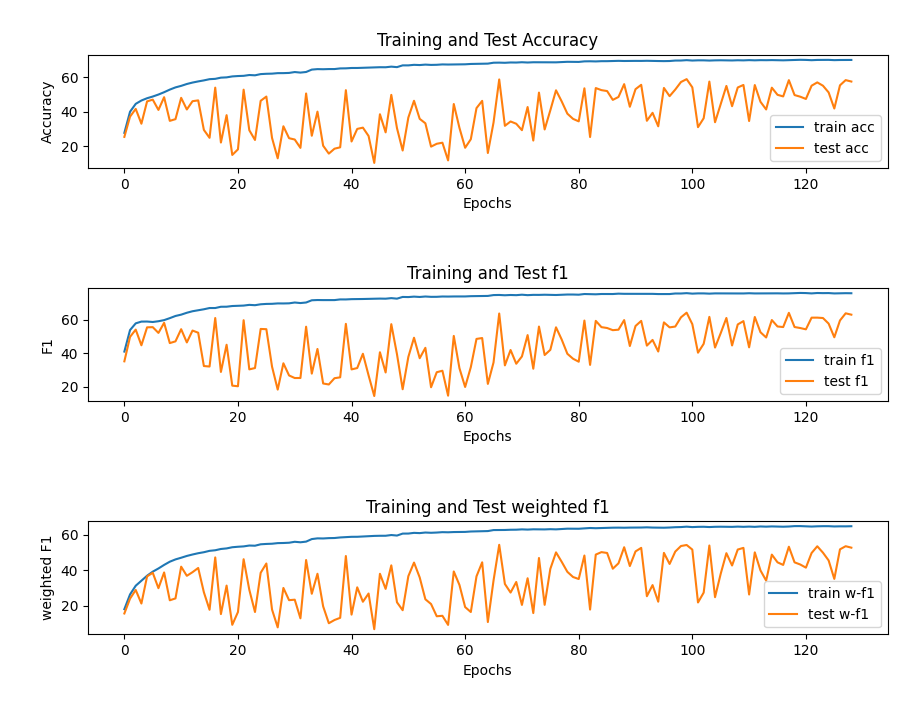 Training and Test Accuracy
Accuracy
60
40
20
train acc
test acc
0 20 40 60 80 100 120
Epochs
Training and Test f1
F1
60
40
20
train f1
test f1
0 20 40 60 80 100 120
Epochs
Training and Test weighted f1
weighted F1
60
40
20
train w-f1
test w-f1
0 20 40 60 80 100 120
Epochs